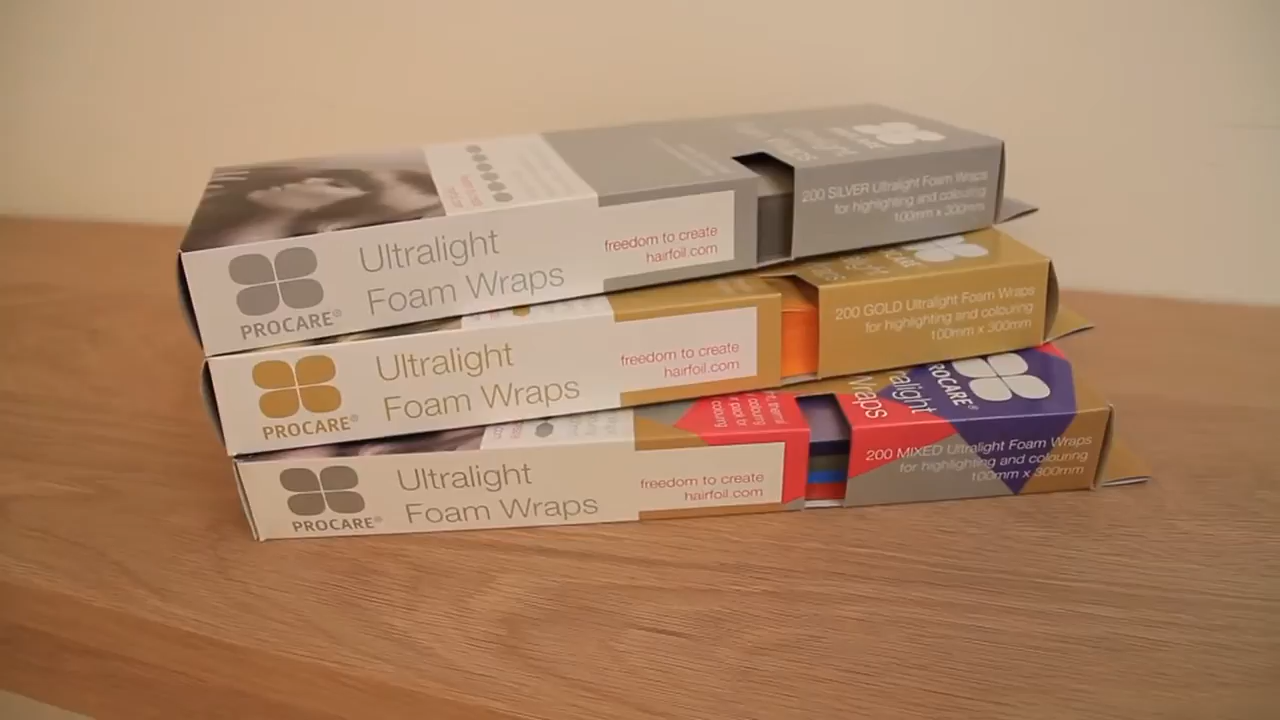 PROCARE®
Ultralight
Foam Wraps
freedom to create
hairfoil.com
200 SILVER Ultralight Foam Wraps
for highlighting and colouring
100mm x 300mm
PROCARE®
Ultralight
Foam Wraps
freedom to create
hairfoil.com
200 GOLD Ultralight Foam Wraps
for highlighting and colouring
100mm x 300mm
PROCARE®
Ultralight
Foam Wraps
freedom to create
hairfoil.com
200 MIXED Ultralight Foam Wraps
for highlighting and colouring
100mm x 300mm